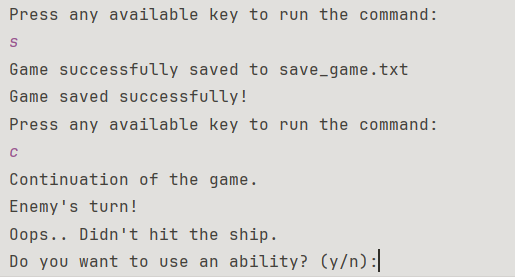 Press any available key to run the command:
s
Game successfully saved to save_game.txt
Game saved successfully!
Press any available key to run the command:
c
Continuation of the game.
Enemy's turn!
Oops.. Didn't hit the ship.
Do you want to use an ability? (y/n):